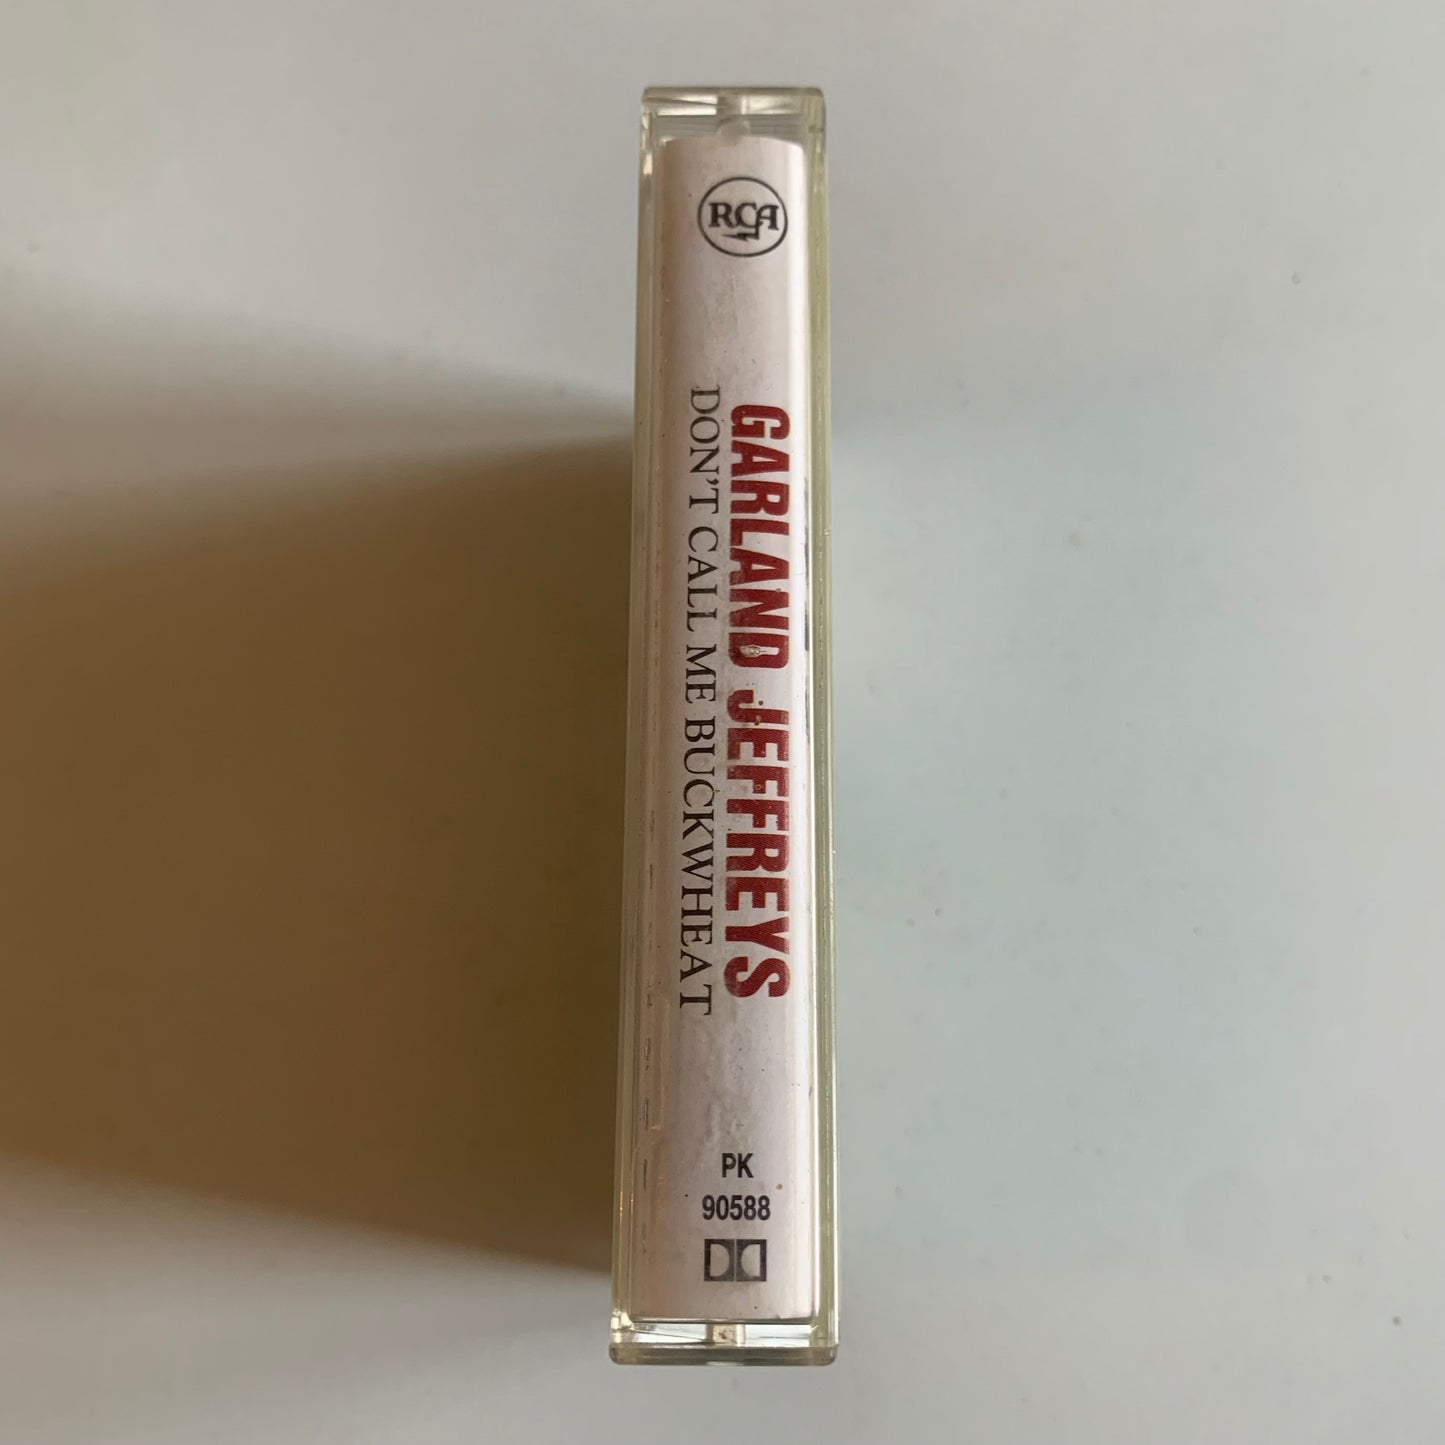 RCA
GARLAND JEFFREYS
DON'T CALL ME BUCKWHEAT
PK
90588